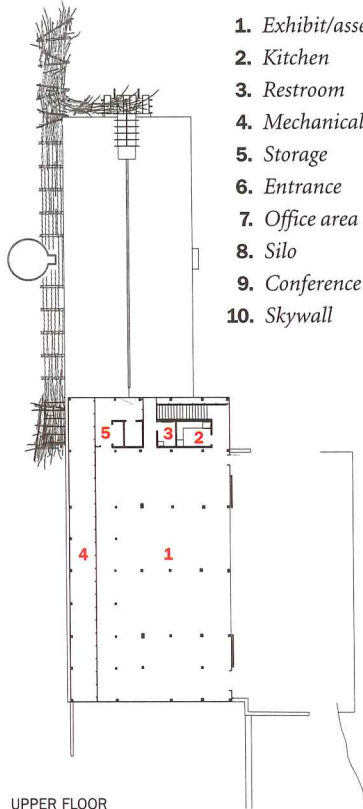 1. Exhibit/asse
2. Kitchen
3. Restroom
4. Mechanical
5. Storage
6. Entrance
7. Office area
8. Silo
9. Conference
10. Skywall
5
3
2
4
1
UPPER FLOOR